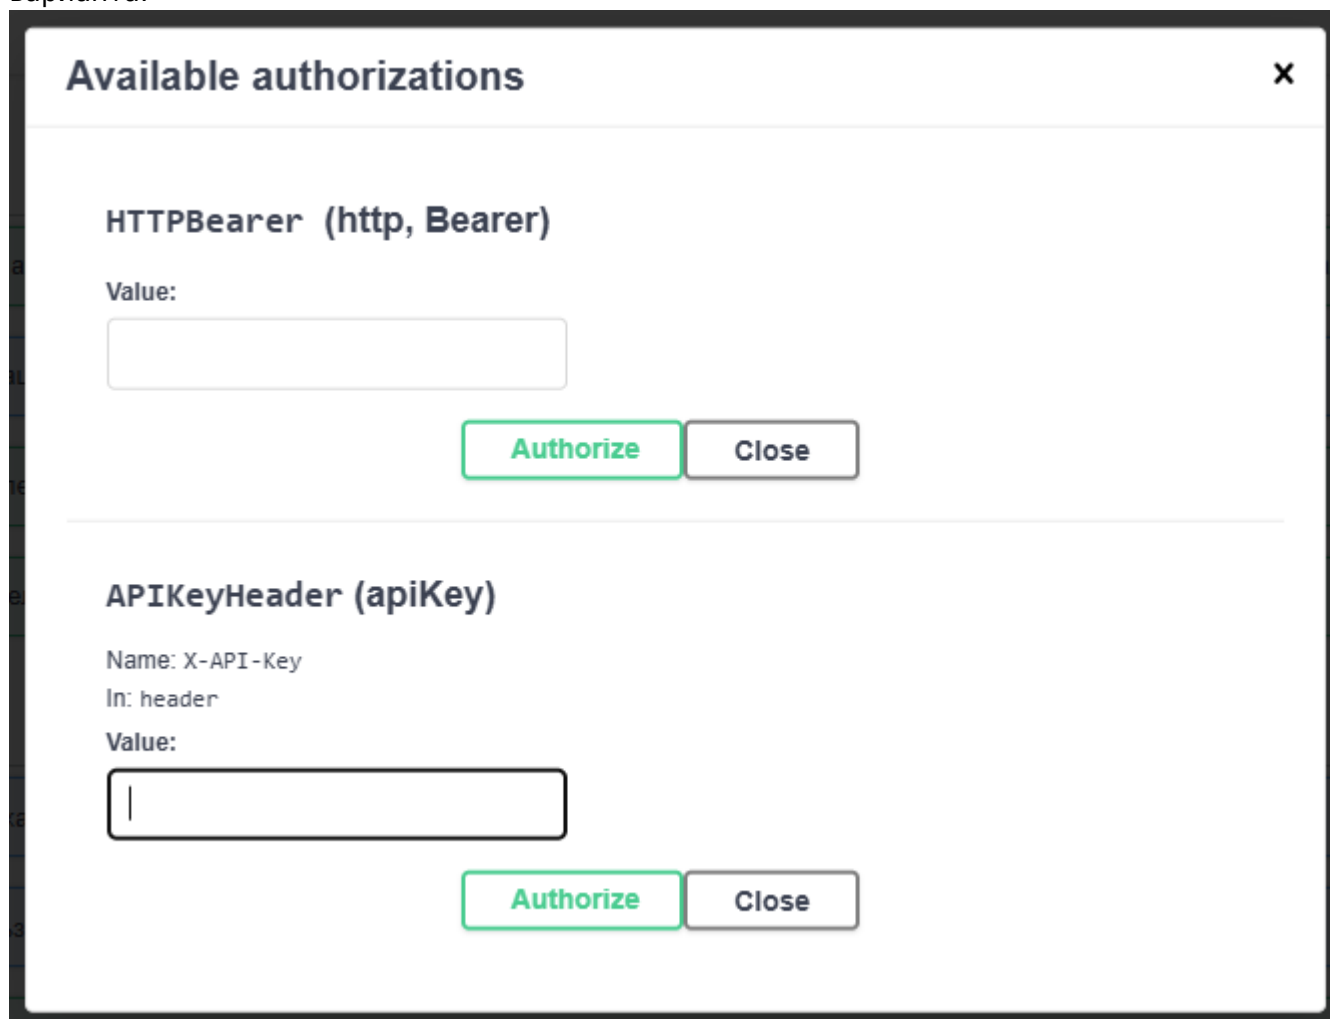 Available authorizations
HTTPBearer (http, Bearer)
Value:
Authorize Close
APIKeyHeader (apiKey)
Name: X-API-Key
In: header
Value:
Authorize Close